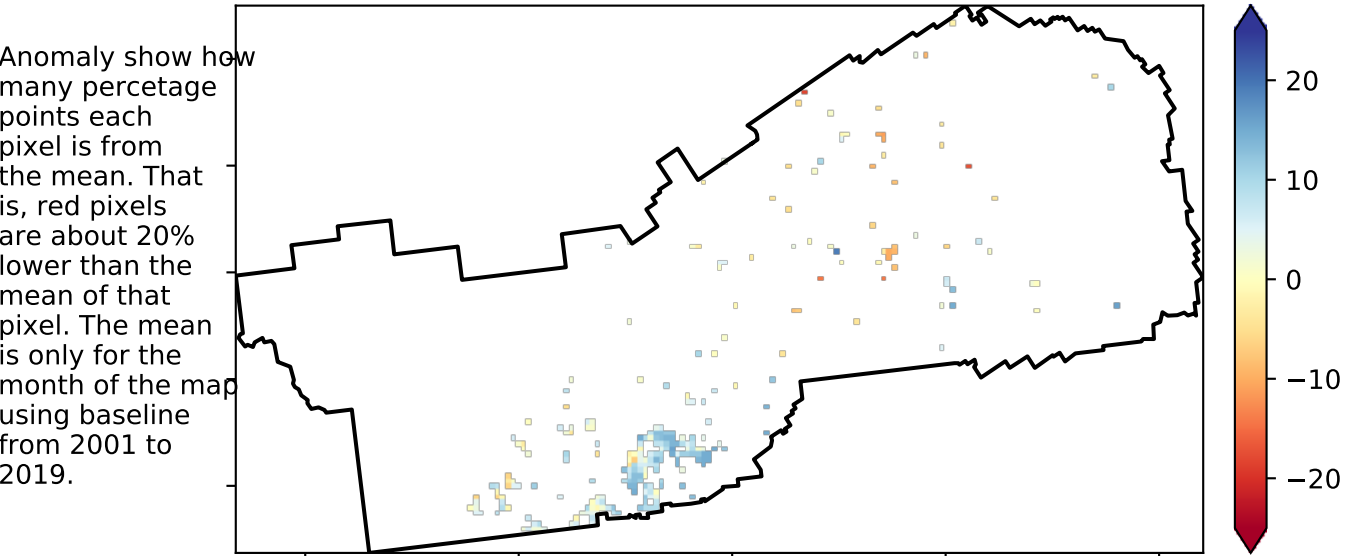 Anomaly show how
many percetage
points each
pixel is from
the mean. That
is, red pixels
are about 20%
lower than the
mean of that
pixel. The mean
is only for the
month of the map
using baseline
from 2001 to
2019.
20
10
0
−10
−20